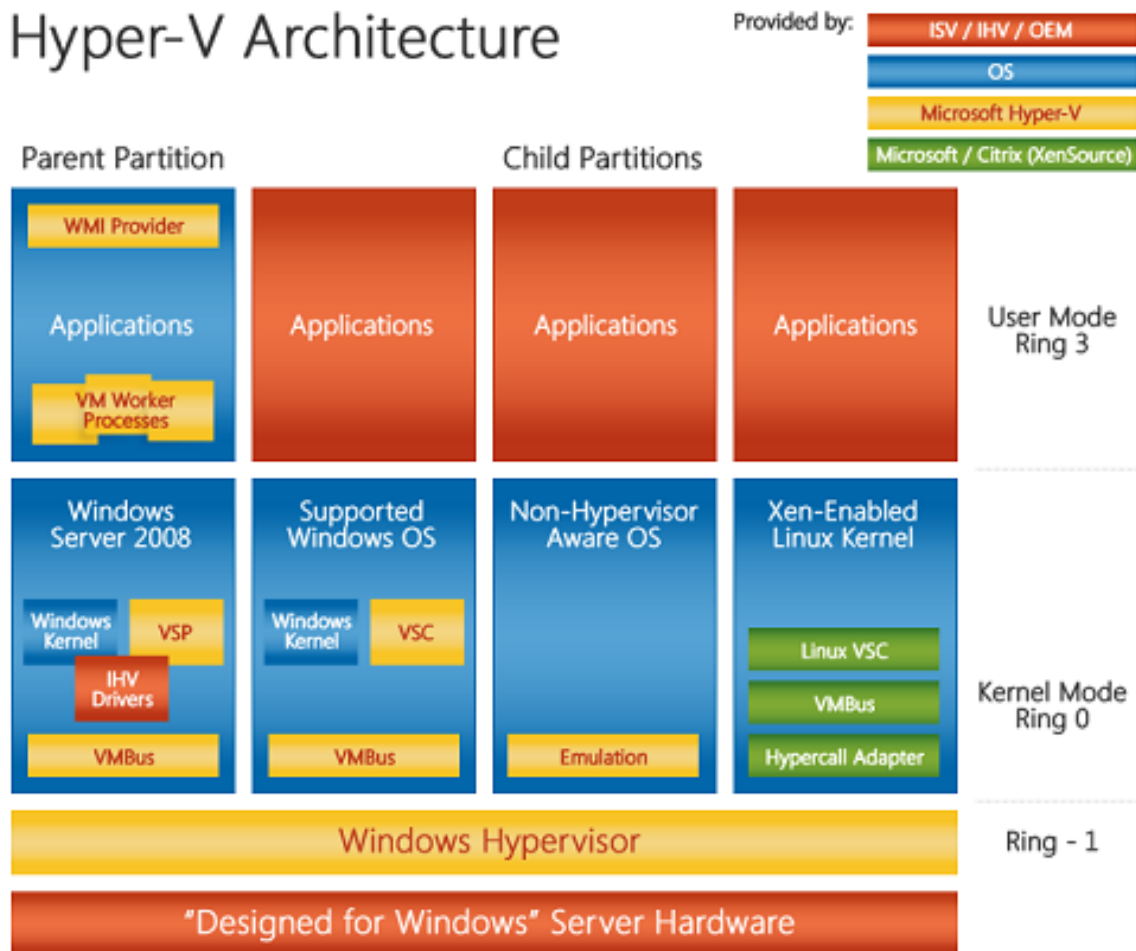 Hyper-V Architecture
Provided by:
ISV / IHV / OEM
OS
Microsoft Hyper-V
Microsoft / Citrix (XenSource)
Parent Partition
Child Partitions
WMI Provider
Applications
VM Worker
Processes
Applications
Applications
Applications
User Mode
Ring 3
Windows
Server 2008
Windows
Kernel
VSP
IHV
Drivers
VMBus
Supported
Windows OS
Windows
Kernel
VSC
VMBus
Non-Hypervisor
Aware OS
Emulation
Xen-Enabled
Linux Kernel
Linux VSC
VMBus
Hypercall Adapter
Kernel Mode
Ring 0
Windows Hypervisor
Ring - 1
"Designed for Windows" Server Hardware